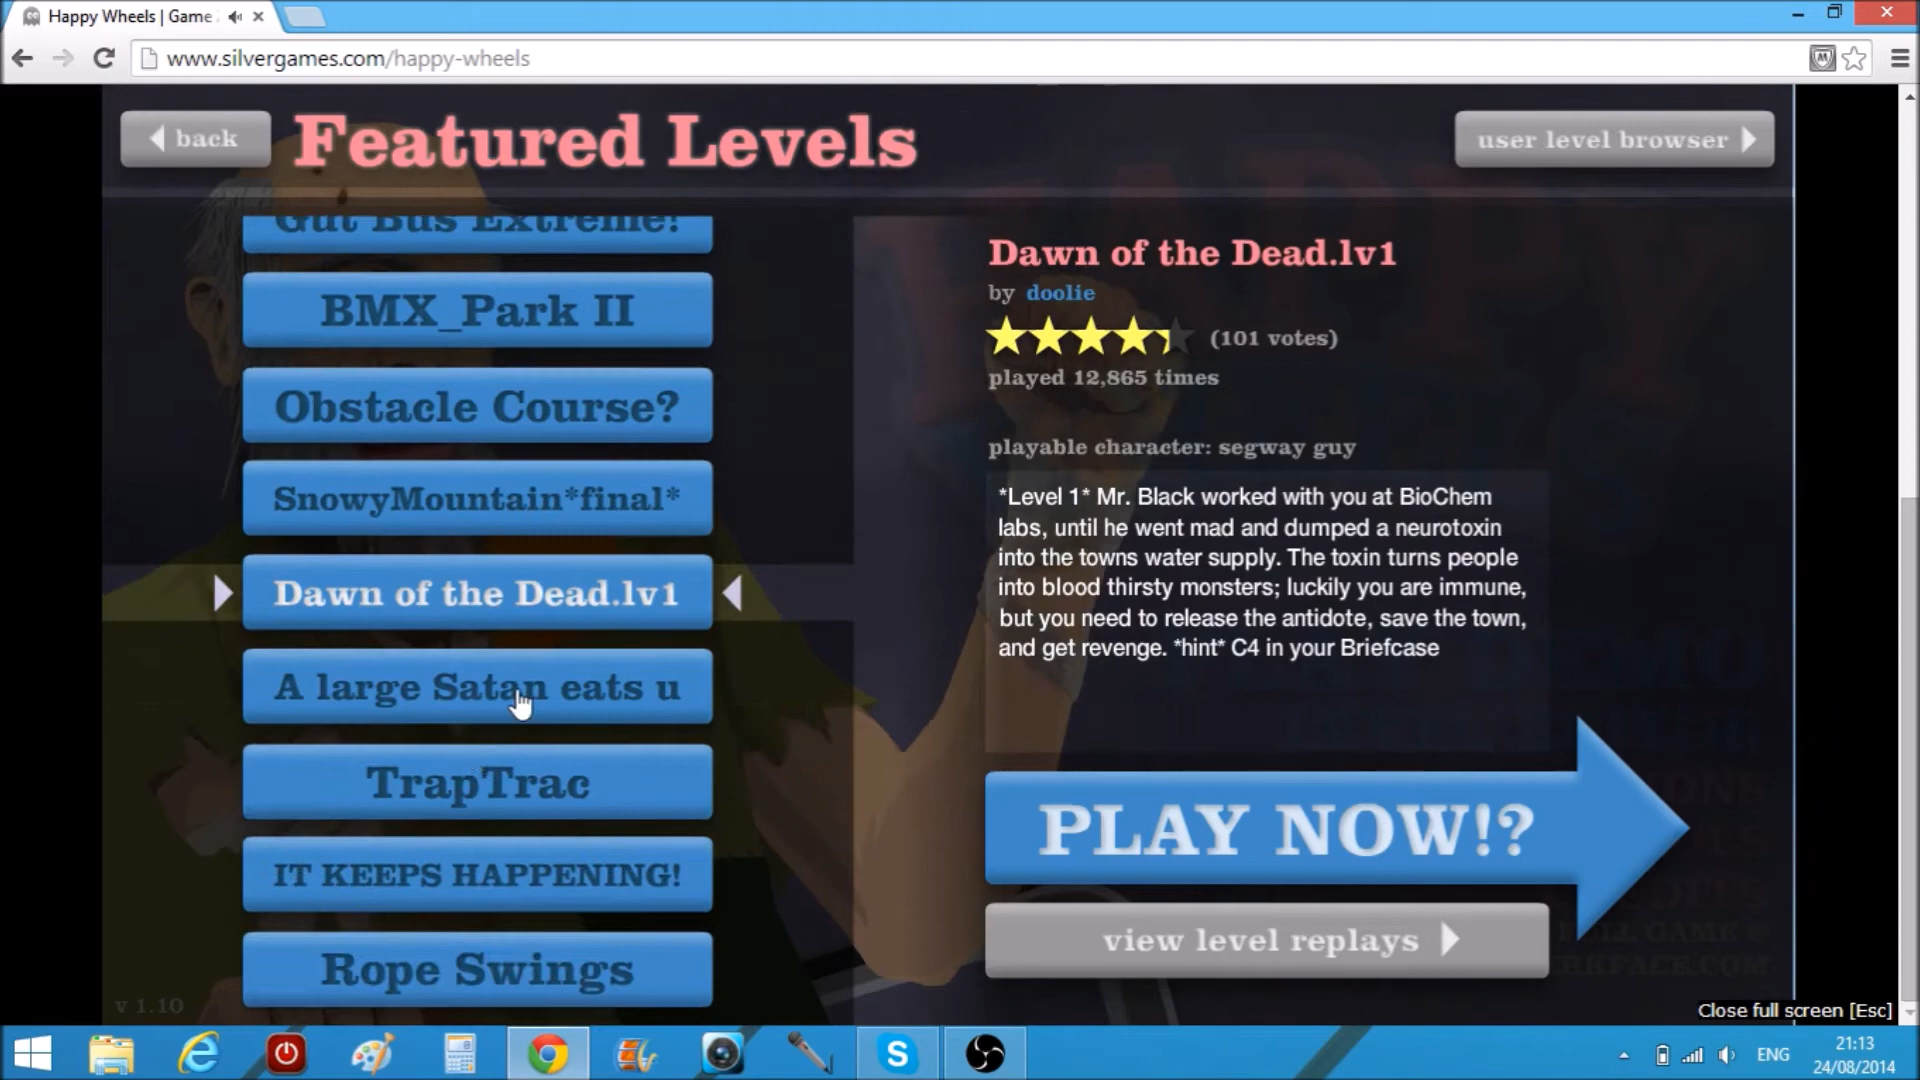 Happy Wheels | Game
www.silvergames.com/happy-wheels
back
Featured Levels
user level browser
Gut Bus Extreme!
BMX_Park II
Obstacle Course?
SnowyMountain*final*
Dawn of the Dead.lv1
A large Satan eats u
TrapTrac
IT KEEPS HAPPENING!
Rope Swings
v 1.10
Dawn of the Dead.lv1
by doolie
(101 votes)
played 12,865 times
playable character: segway guy
*Level 1* Mr. Black worked with you at BioChem
labs, until he went mad and dumped a neurotoxin
into the towns water supply. The toxin turns people
into blood thirsty monsters; luckily you are immune,
but you need to release the antidote, save the town,
and get revenge. *hint* C4 in your Briefcase
PLAY NOW!?
view level replays
Close full screen [Esc]
ENG
21:13
24/08/2014